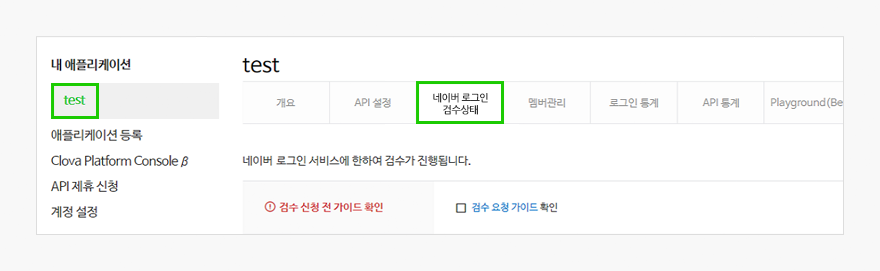 내 애플리케이션
test
애플리케이션 등록
Clova Platform Console β
API 제휴 신청
계정 설정
test
개요
API 설정
네이버 로그인
검수상태
멤버관리
로그인 통계
API 통계
Playground(Be
네이버 로그인 서비스에 한하여 검수가 진행됩니다.
검수 신청 전 가이드 확인
검수 요청 가이드 확인